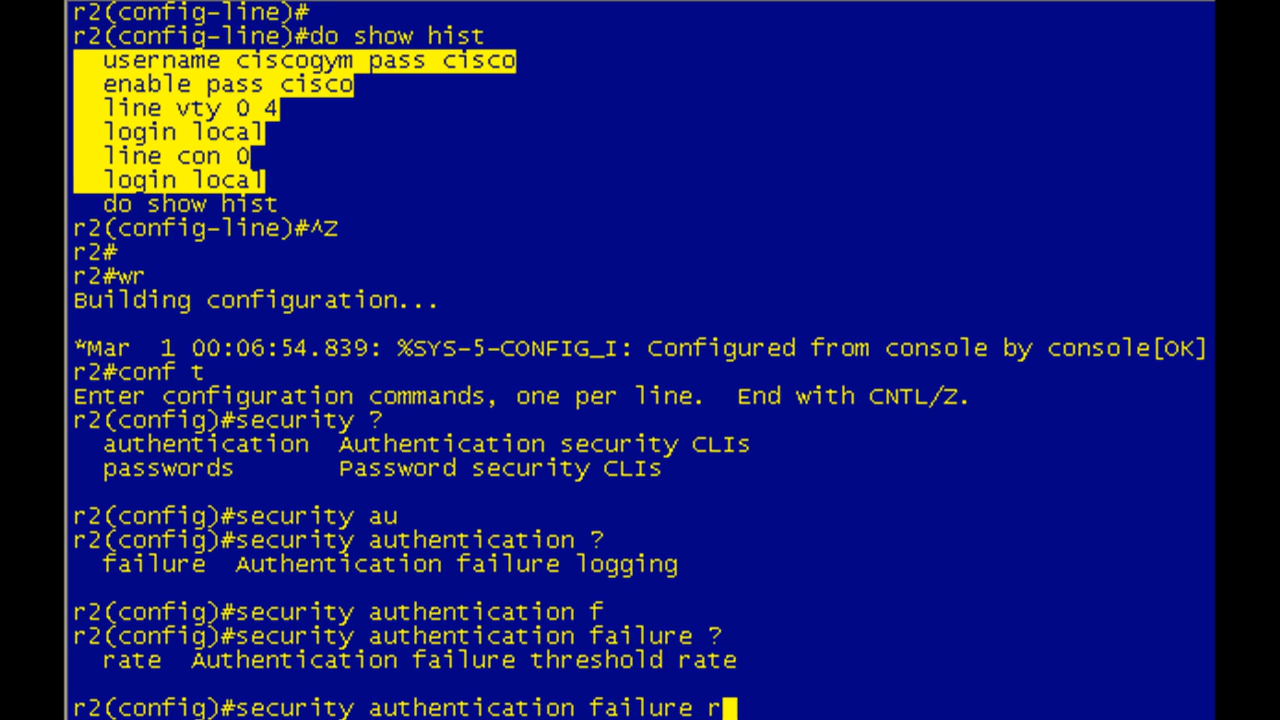 r2(config-line)#
r2(config-line)#do show hist
  username ciscogym pass cisco
  enable pass cisco
  line vty 0 4
  login local
  line con 0
  login local
  do show hist
r2(config-line)#^Z
r2#
r2#wr
Building configuration...
*Mar  1 00:06:54.839: %SYS-5-CONFIG_I: Configured from console by console[OK]
r2#conf t
Enter configuration commands, one per line.  End with CNTL/Z.
r2(config)#security ?
  authentication  Authentication security CLIs
  passwords       Password security CLIs
r2(config)#security au
r2(config)#security authentication ?
  failure  Authentication failure logging
r2(config)#security authentication f
r2(config)#security authentication failure ?
  rate  Authentication failure threshold rate
r2(config)#security authentication failure r